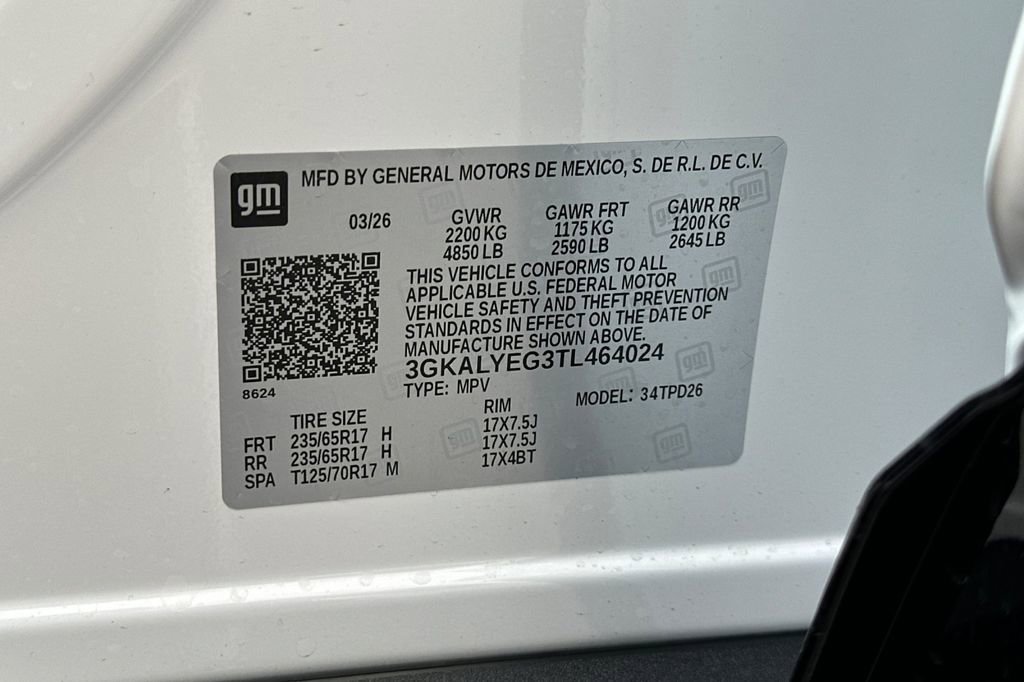 gm
MFD BY GENERAL MOTORS DE MEXICO, S. DE R.L. DE C.V.
03/26
GVWR
2200 KG
4850 LB
GAWR FRT
1175 KG
2590 LB
GAWR RR
1200 KG
2645 LB
THIS VEHICLE CONFORMS TO ALL
APPLICABLE U.S. FEDERAL MOTOR
VEHICLE SAFETY AND THEFT PREVENTION
STANDARDS IN EFFECT ON THE DATE OF
MANUFACTURE SHOWN ABOVE.
3GKALYEG3TL464024
8624
TYPE: MPV
MODEL: 34TPD26
TIRE SIZE RIM
FRT 235/65R17 H 17X7.5J
RR 235/65R17 H 17X7.5J
SPA T125/70R17 M 17X4BT